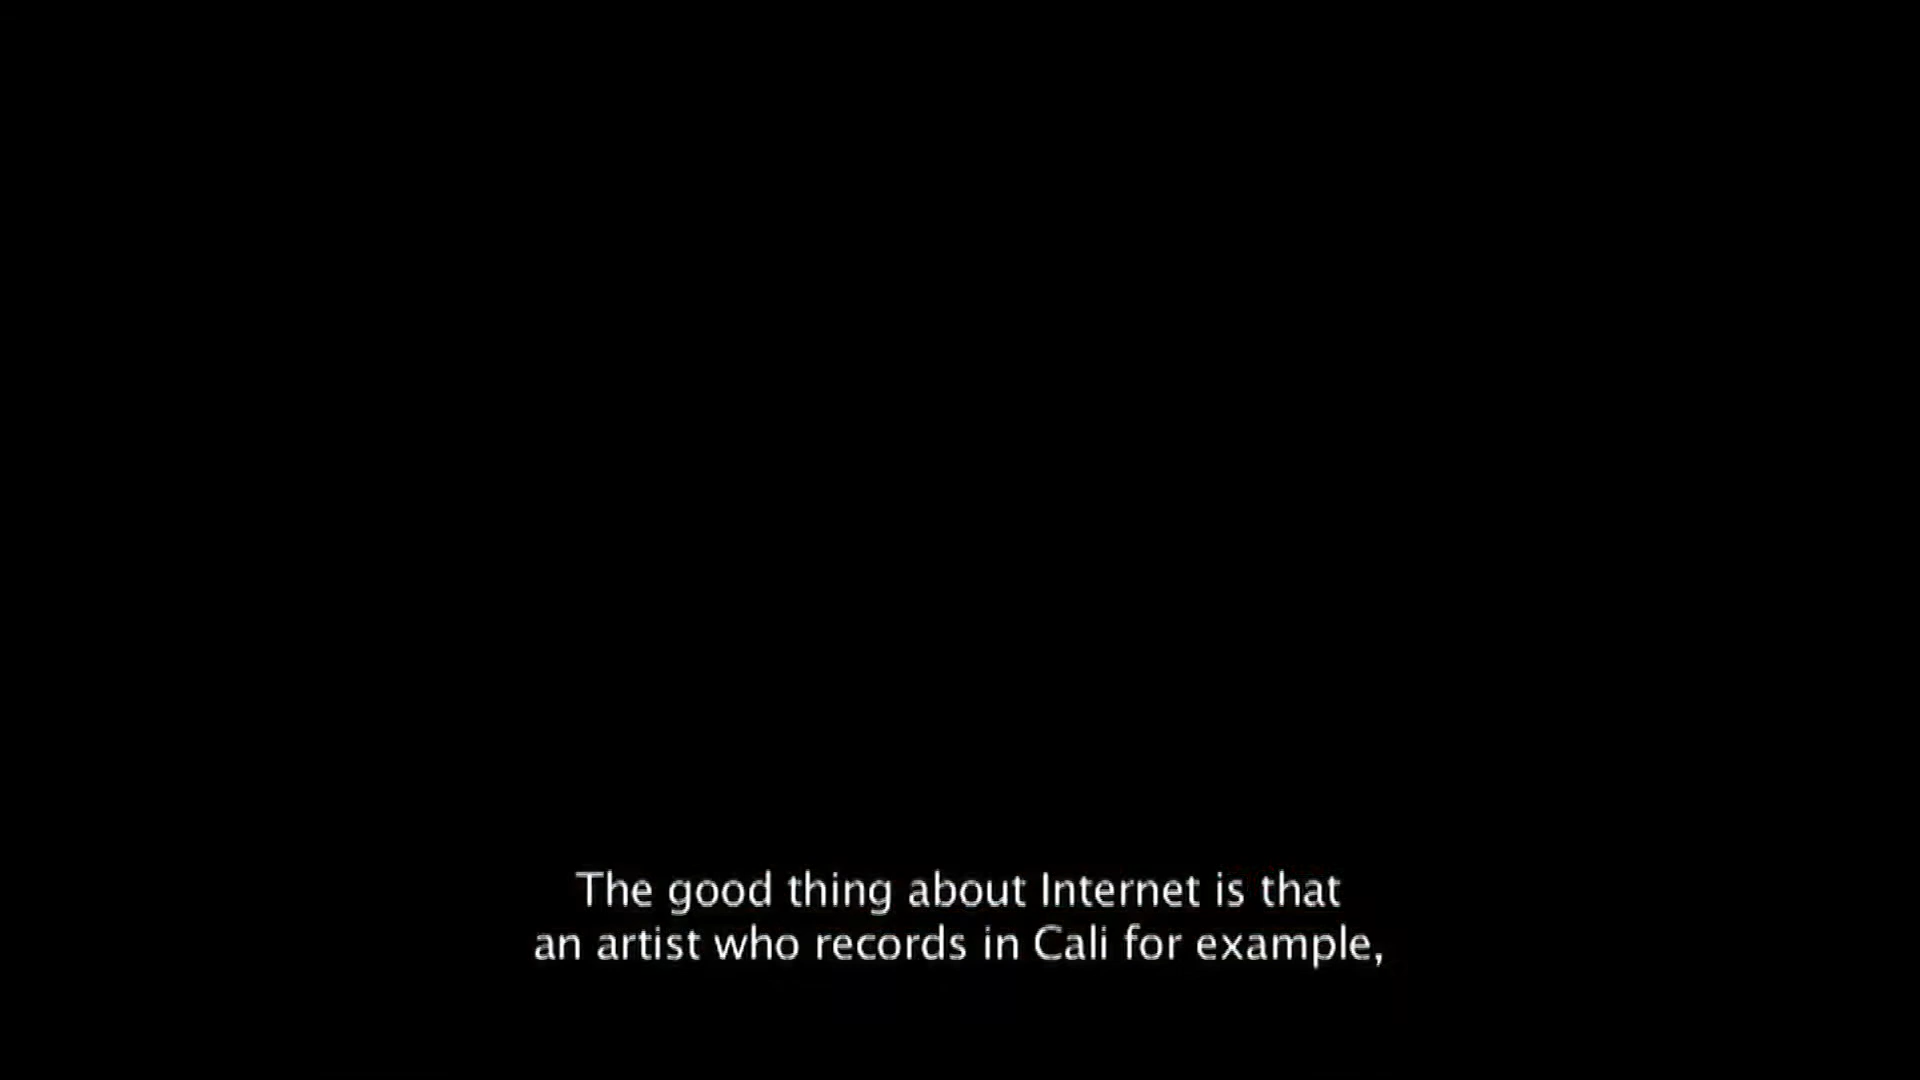 The good thing about Internet is that
an artist who records in Cali for example,